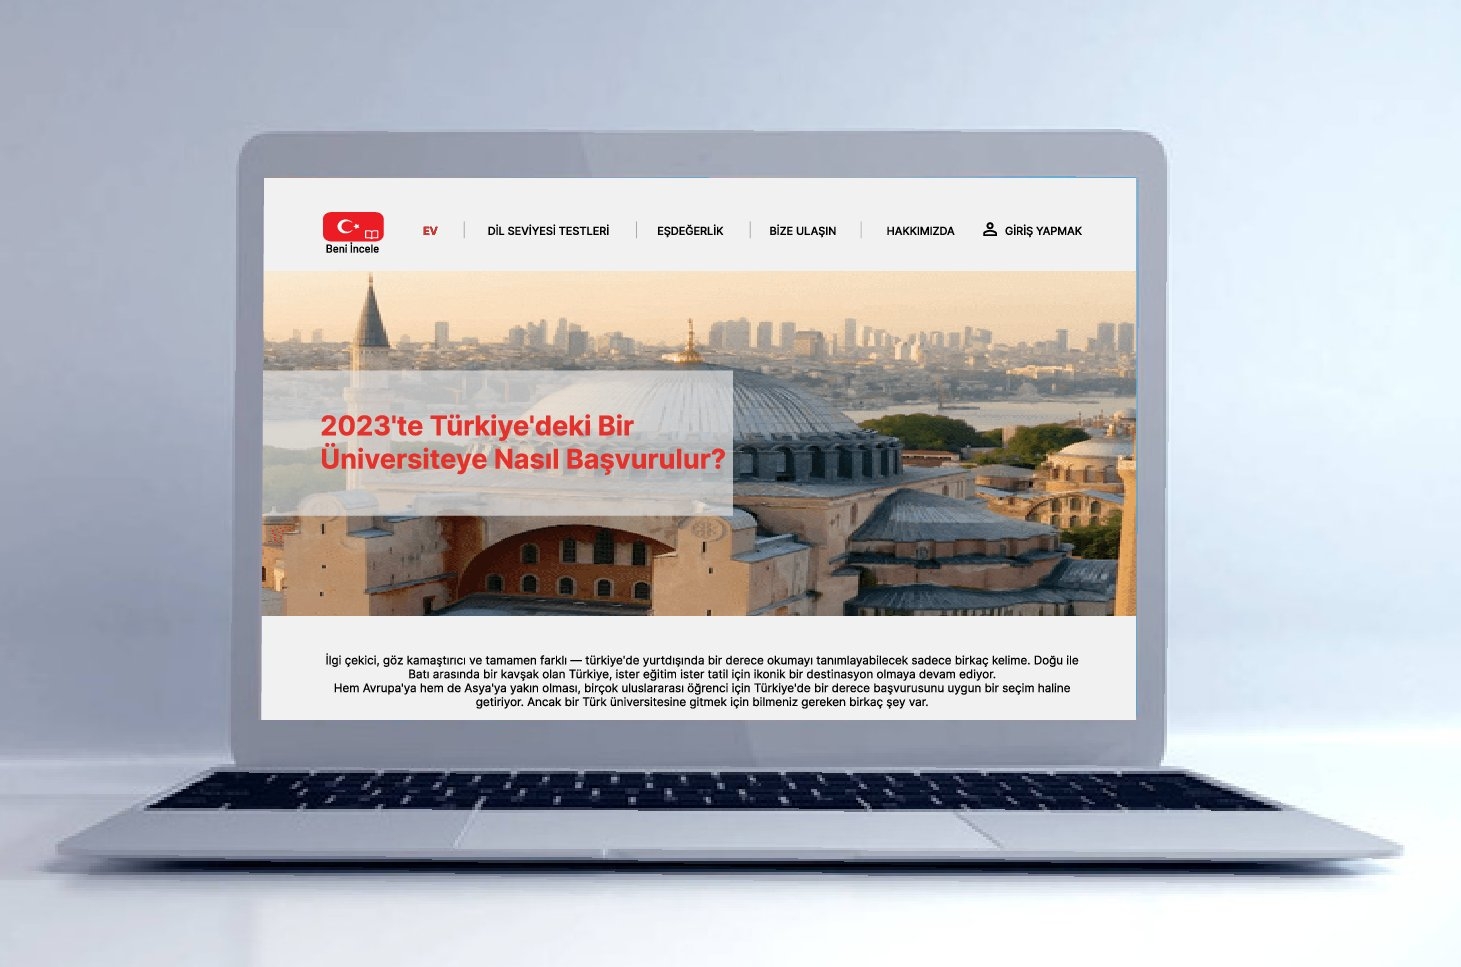 Beni İncele
EV
DİL SEVİYESİ TESTLERİ
EŞDEĞERLİK
BİZE ULAŞIN
HAKKIMIZDA
GİRİŞ YAPMAK
2023'te Türkiye'deki Bir
Üniversiteye Nasıl Başvurulur?
İlgi çekici, göz kamaştırıcı ve tamamen farklı — türkiye'de yurtdışında bir derece okumayı tanımlayabilecek sadece birkaç kelime. Doğu ile
Batı arasında bir kavşak olan Türkiye, ister eğitim ister tatil için ikonik bir destinasyon olmaya devam ediyor.
Hem Avrupa'ya hem de Asya'ya yakın olması, birçok uluslararası öğrenci için Türkiye'de bir derece başvurusunu uygun bir seçim haline
getiriyor. Ancak bir Türk üniversitesine gitmek için bilmeniz gereken birkaç şey var.